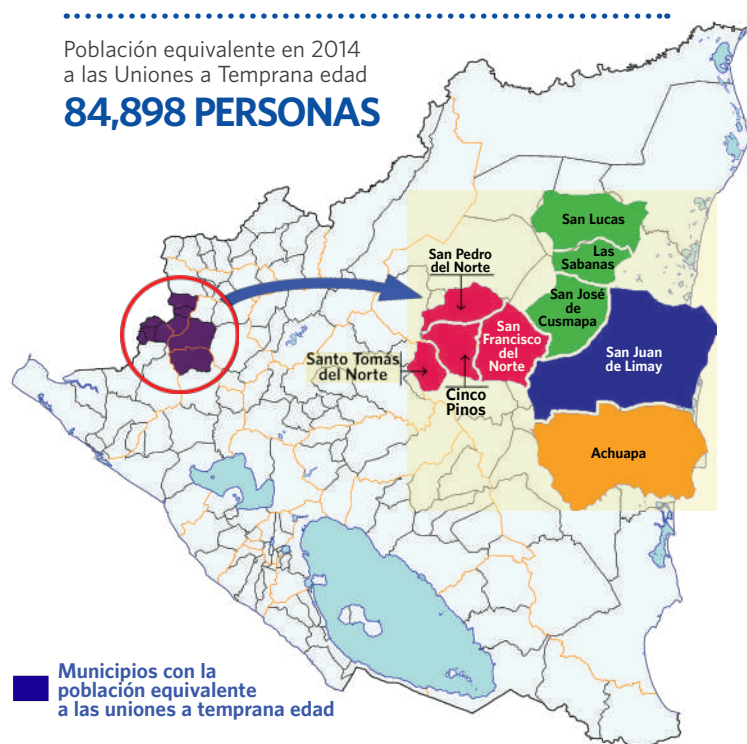 Población equivalente en 2014
a las Uniones a Temprana edad
84,898 PERSONAS
San Lucas
Las
Sabanas
San Pedro
del Norte
San José
de
Cusmapa
San
Francisco
del
Norte
San Juan
de Limay
Santo Tomás
del Norte
Cinco
Pinos
Achuapa
Municipios con la
población equivalente
a las uniones a temprana edad